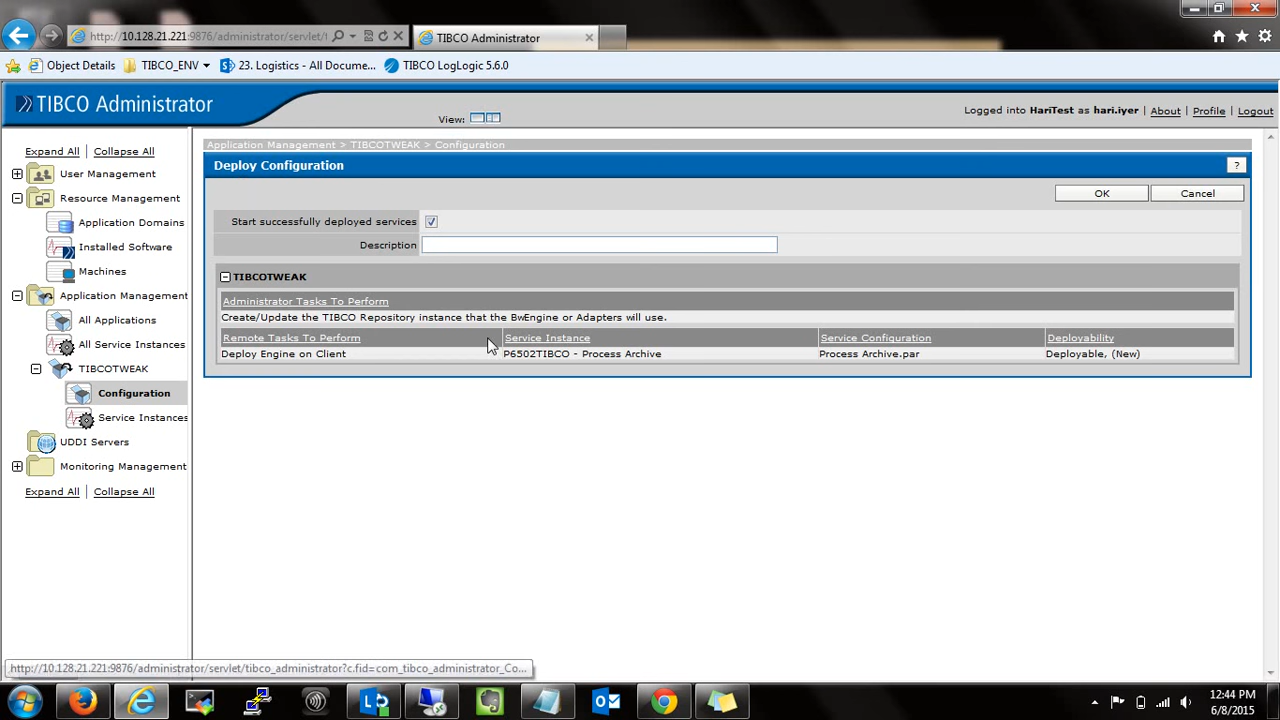 http://10.128.21.221:9876/administrator/servlet/t
TIBCO Administrator
Object Details
TIBCO_ENV
23. Logistics - All Docume...
TIBCO LogLogic 5.6.0
TIBCO Administrator
View:
Logged into HariTest as hari.iyer
About
Profile
Logout
Expand All
Collapse All
User Management
Resource Management
Application Domains
Installed Software
Machines
Application Management
All Applications
All Service Instances
TIBCOTWEAK
Configuration
Service Instances
UDDI Servers
Monitoring Management
Expand All
Collapse All
Application Management > TIBCOTWEAK > Configuration
Deploy Configuration
?
OK
Cancel
Start successfully deployed services
Description
TIBCOTWEAK
Administrator Tasks To Perform
Create/Update the TIBCO Repository instance that the BwEngine or Adapters will use.
Remote Tasks To Perform
Service Instance
Service Configuration
Deployability
Deploy Engine on Client
P6502TIBCO - Process Archive
Process Archive.par
Deployable, (New)
http://10.128.21.221:9876/administrator/servlet/tibco_administrator?c.fid=com_tibco_administrator_Co...
12:44 PM
6/8/2015